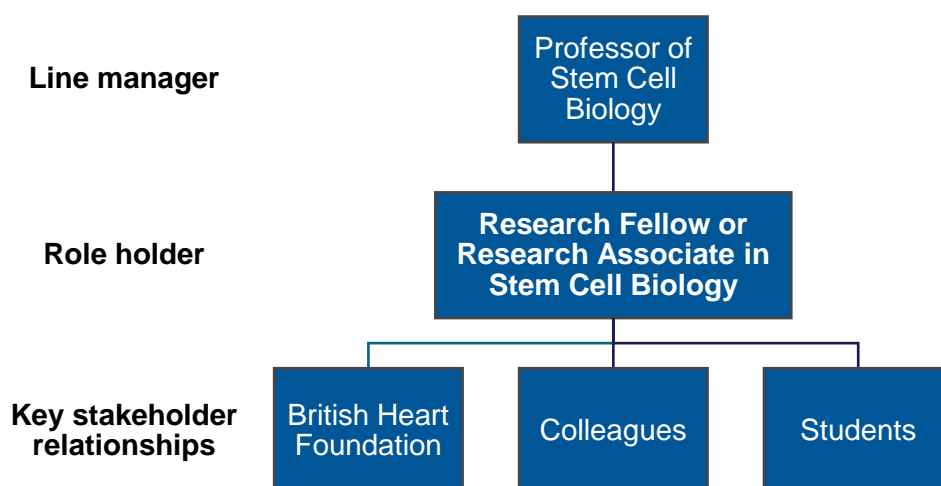 Line manager
Professor of
Stem Cell
Biology
Role holder
Research Fellow or
Research Associate in
Stem Cell Biology
Key stakeholder
relationships
British Heart
Foundation
Colleagues
Students